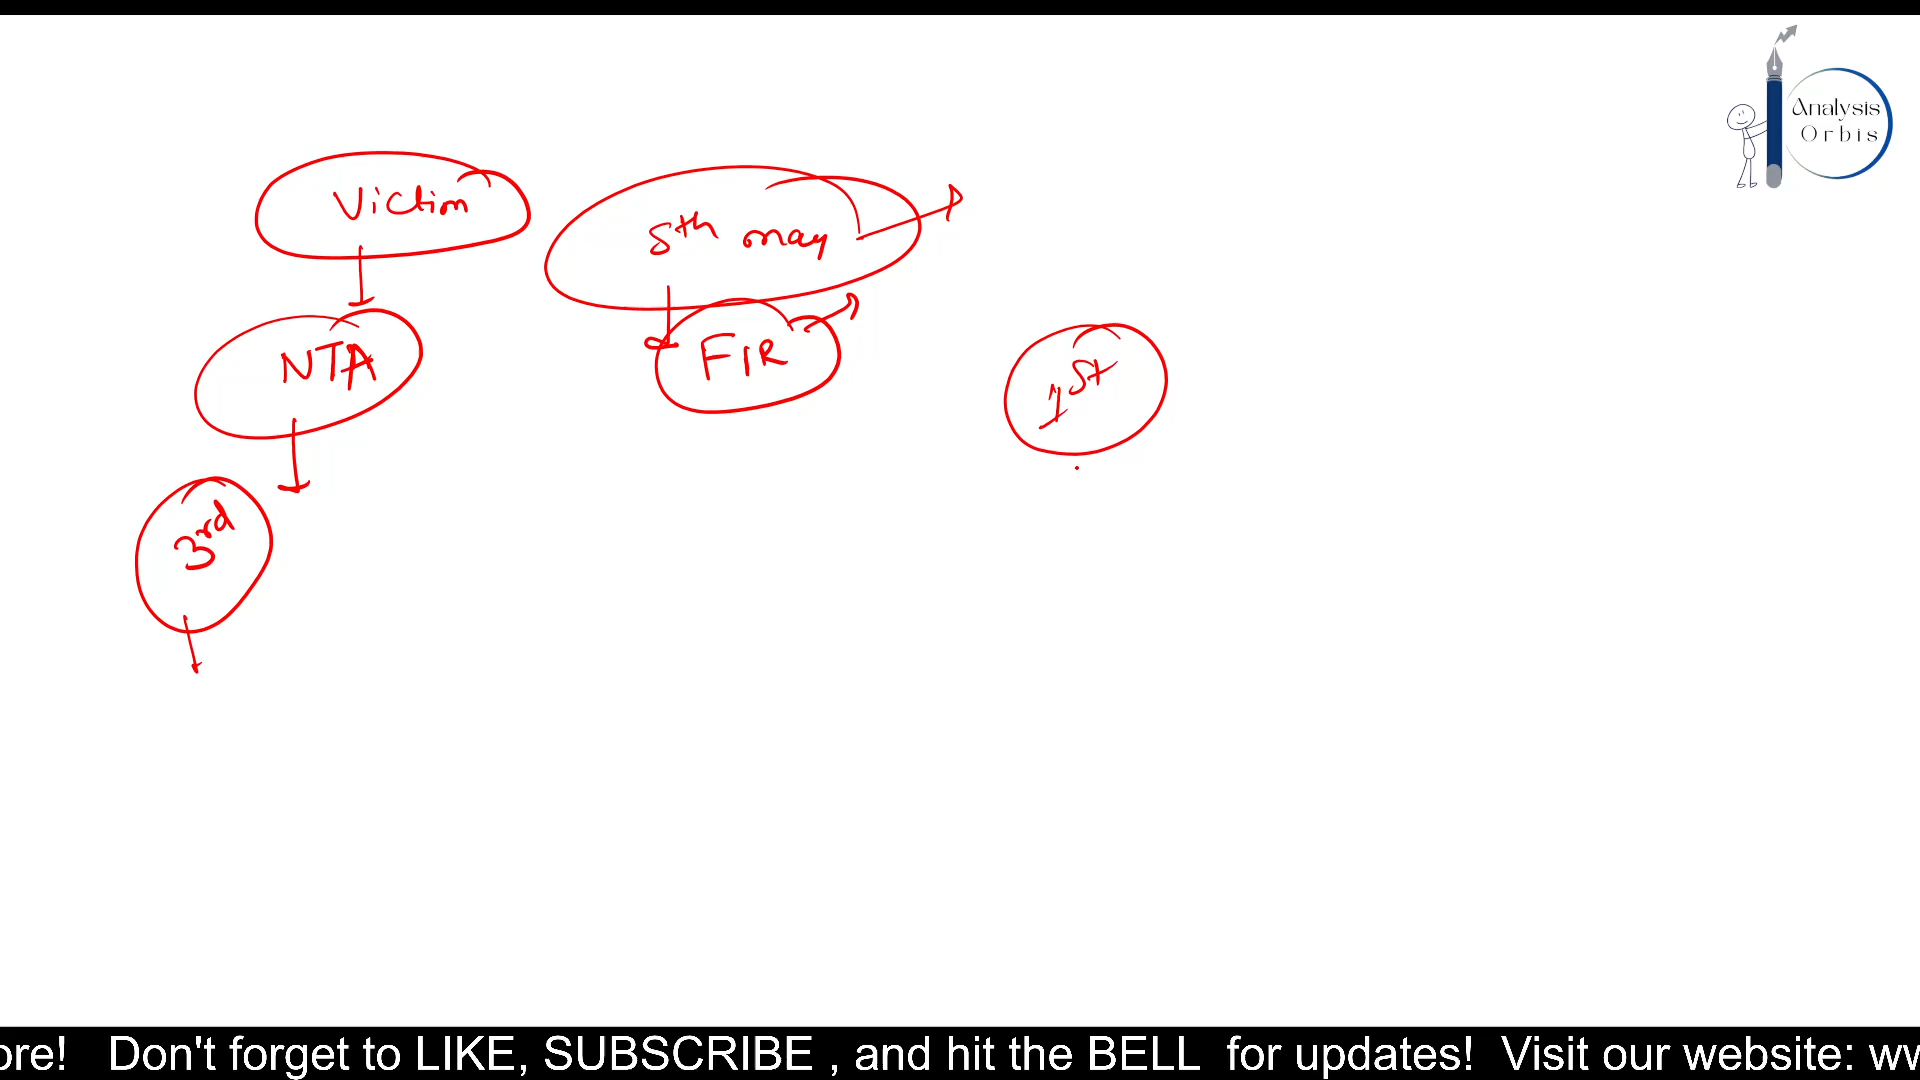 Analysis
Orbis
Victim
5th may
NTA
FIR
1st
3rd
ore! Don't forget to LIKE, SUBSCRIBE , and hit the BELL for updates! Visit our website: ww